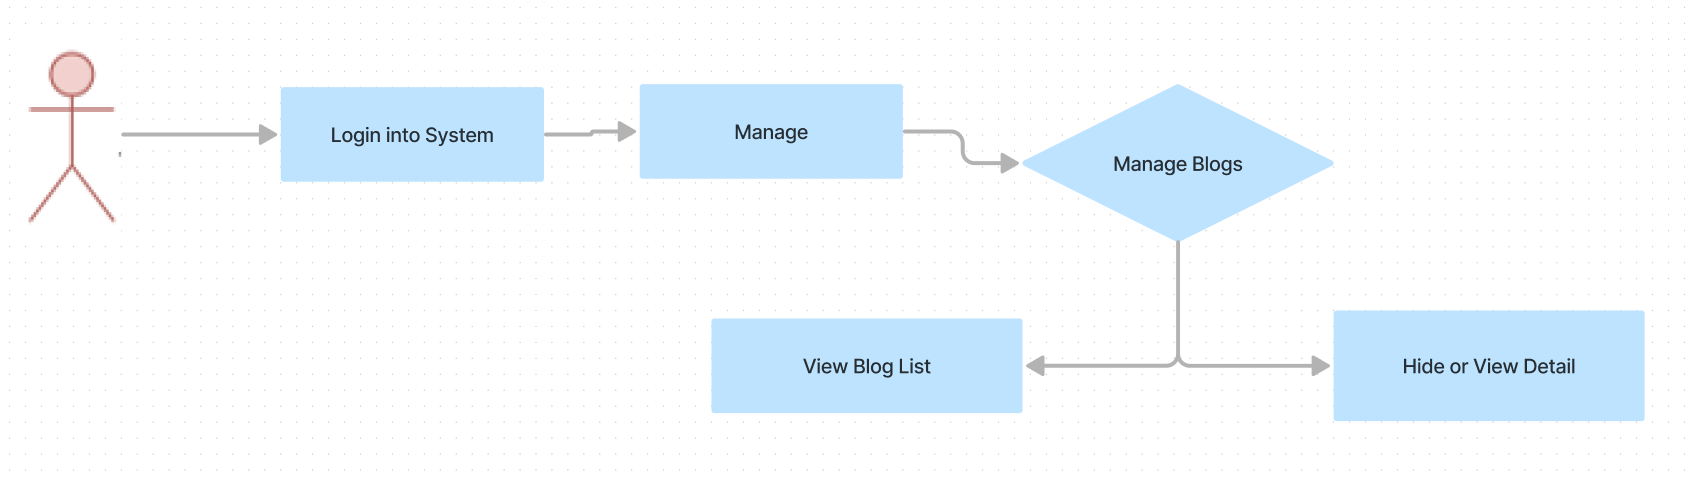 Login into System
Manage
Manage Blogs
View Blog List
Hide or View Detail